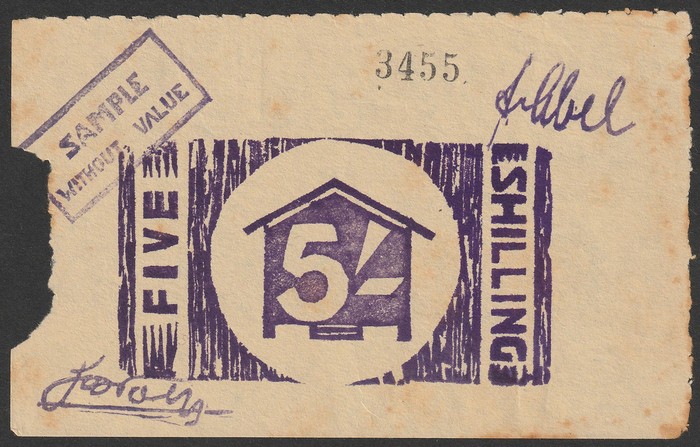 3455
SAMPLE
WITHOUT VALUE
FIVE
5/-
SHILLING